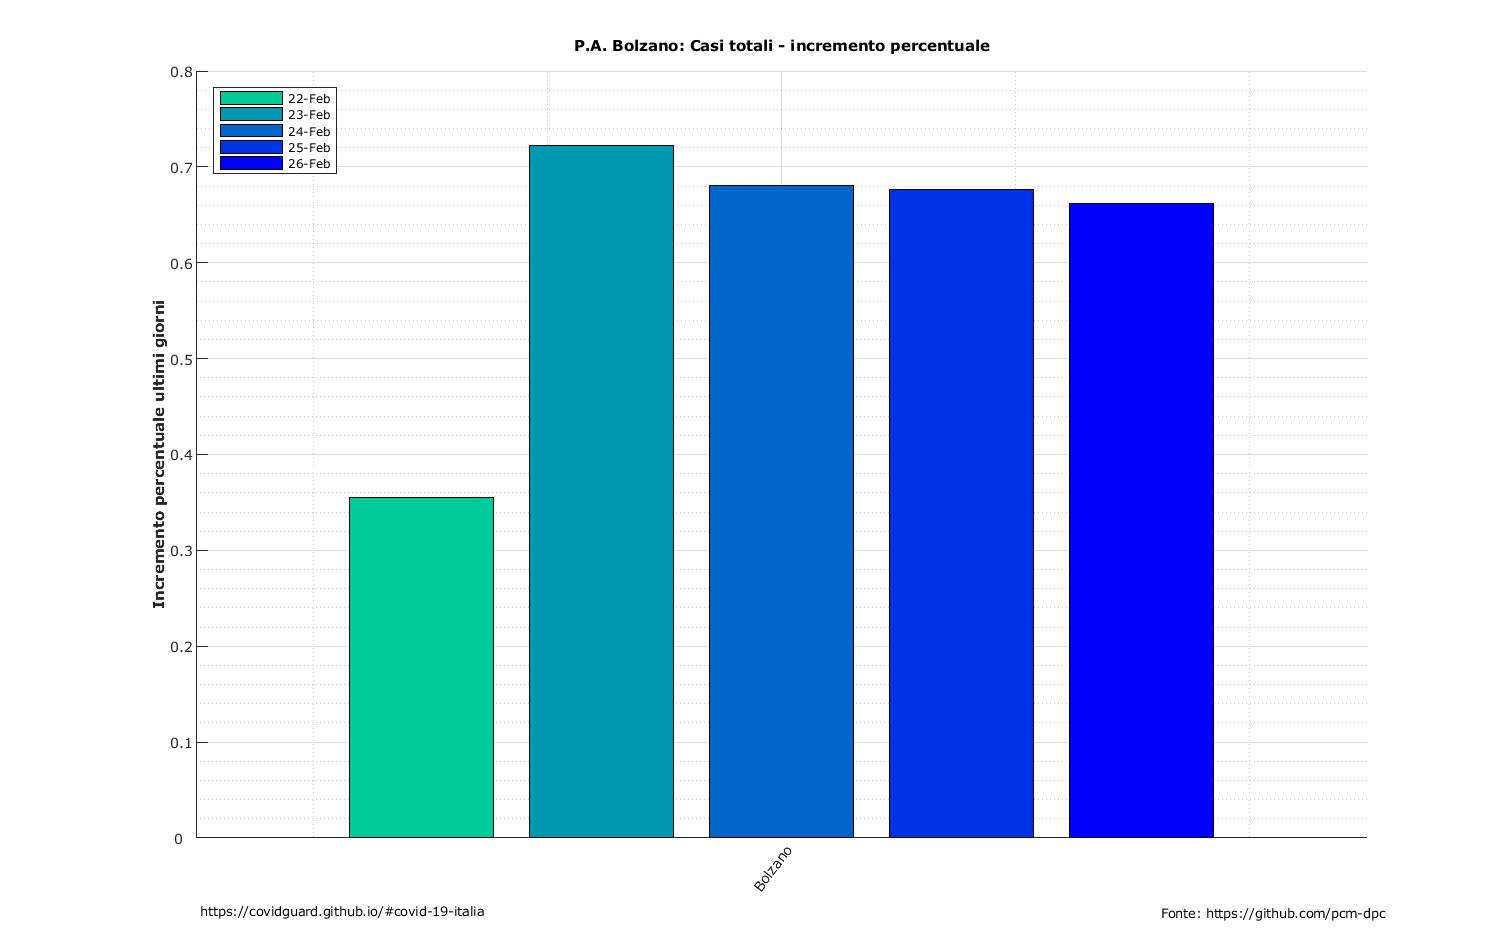 P.A. Bolzano: Casi totali - incremento percentuale
0.8
0.7
0.6
0.5
0.4
0.3
0.2
0.1
0
Incremento percentuale ultimi giorni
22-Feb
23-Feb
24-Feb
25-Feb
26-Feb
Bolzano
https://covidguard.github.io/#covid-19-italia
Fonte: https://github.com/pcm-dpc